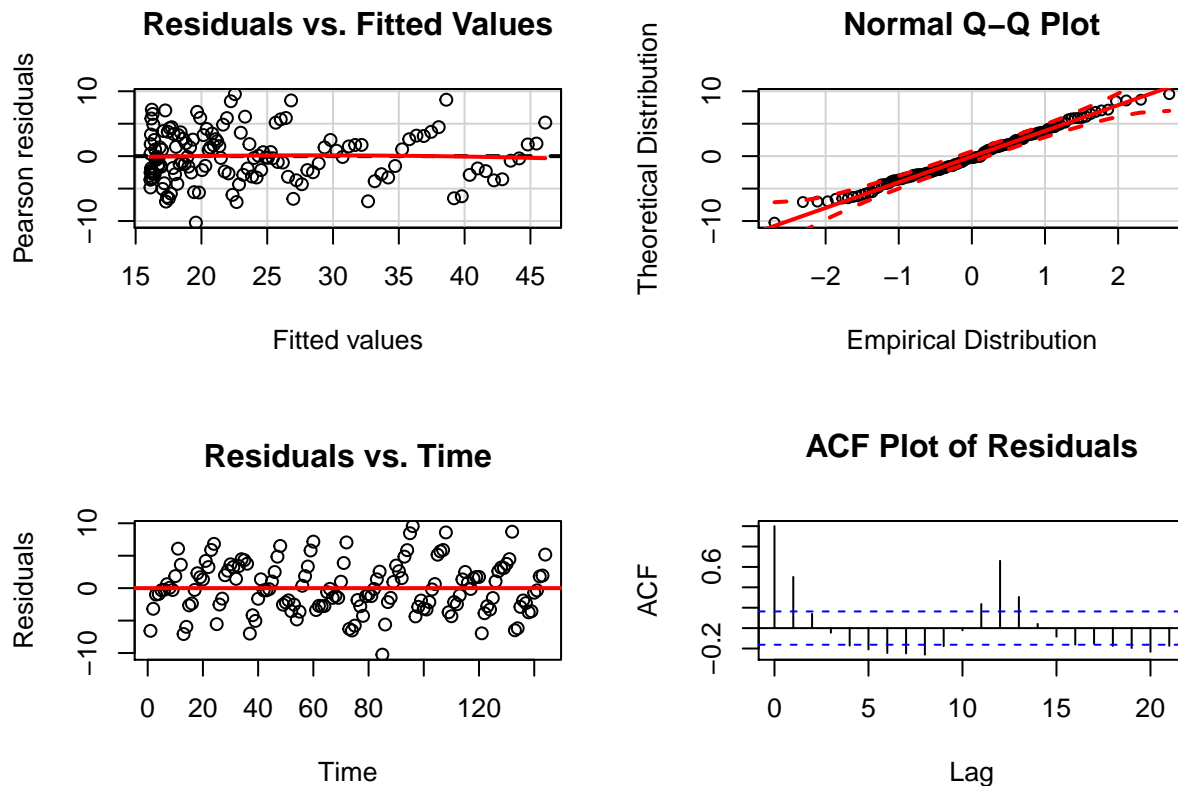 Residuals vs. Fitted Values
Pearson residuals
10
0
−10
15 20 25 30 35 40 45
Fitted values
Normal Q−Q Plot
Theoretical Distribution
10
0
−10
−2 −1 0 1 2
Empirical Distribution
Residuals vs. Time
Residuals
10
0
−10
0 20 40 60 80 120
Time
ACF Plot of Residuals
ACF
0.6
−0.2
0 5 10 15 20
Lag